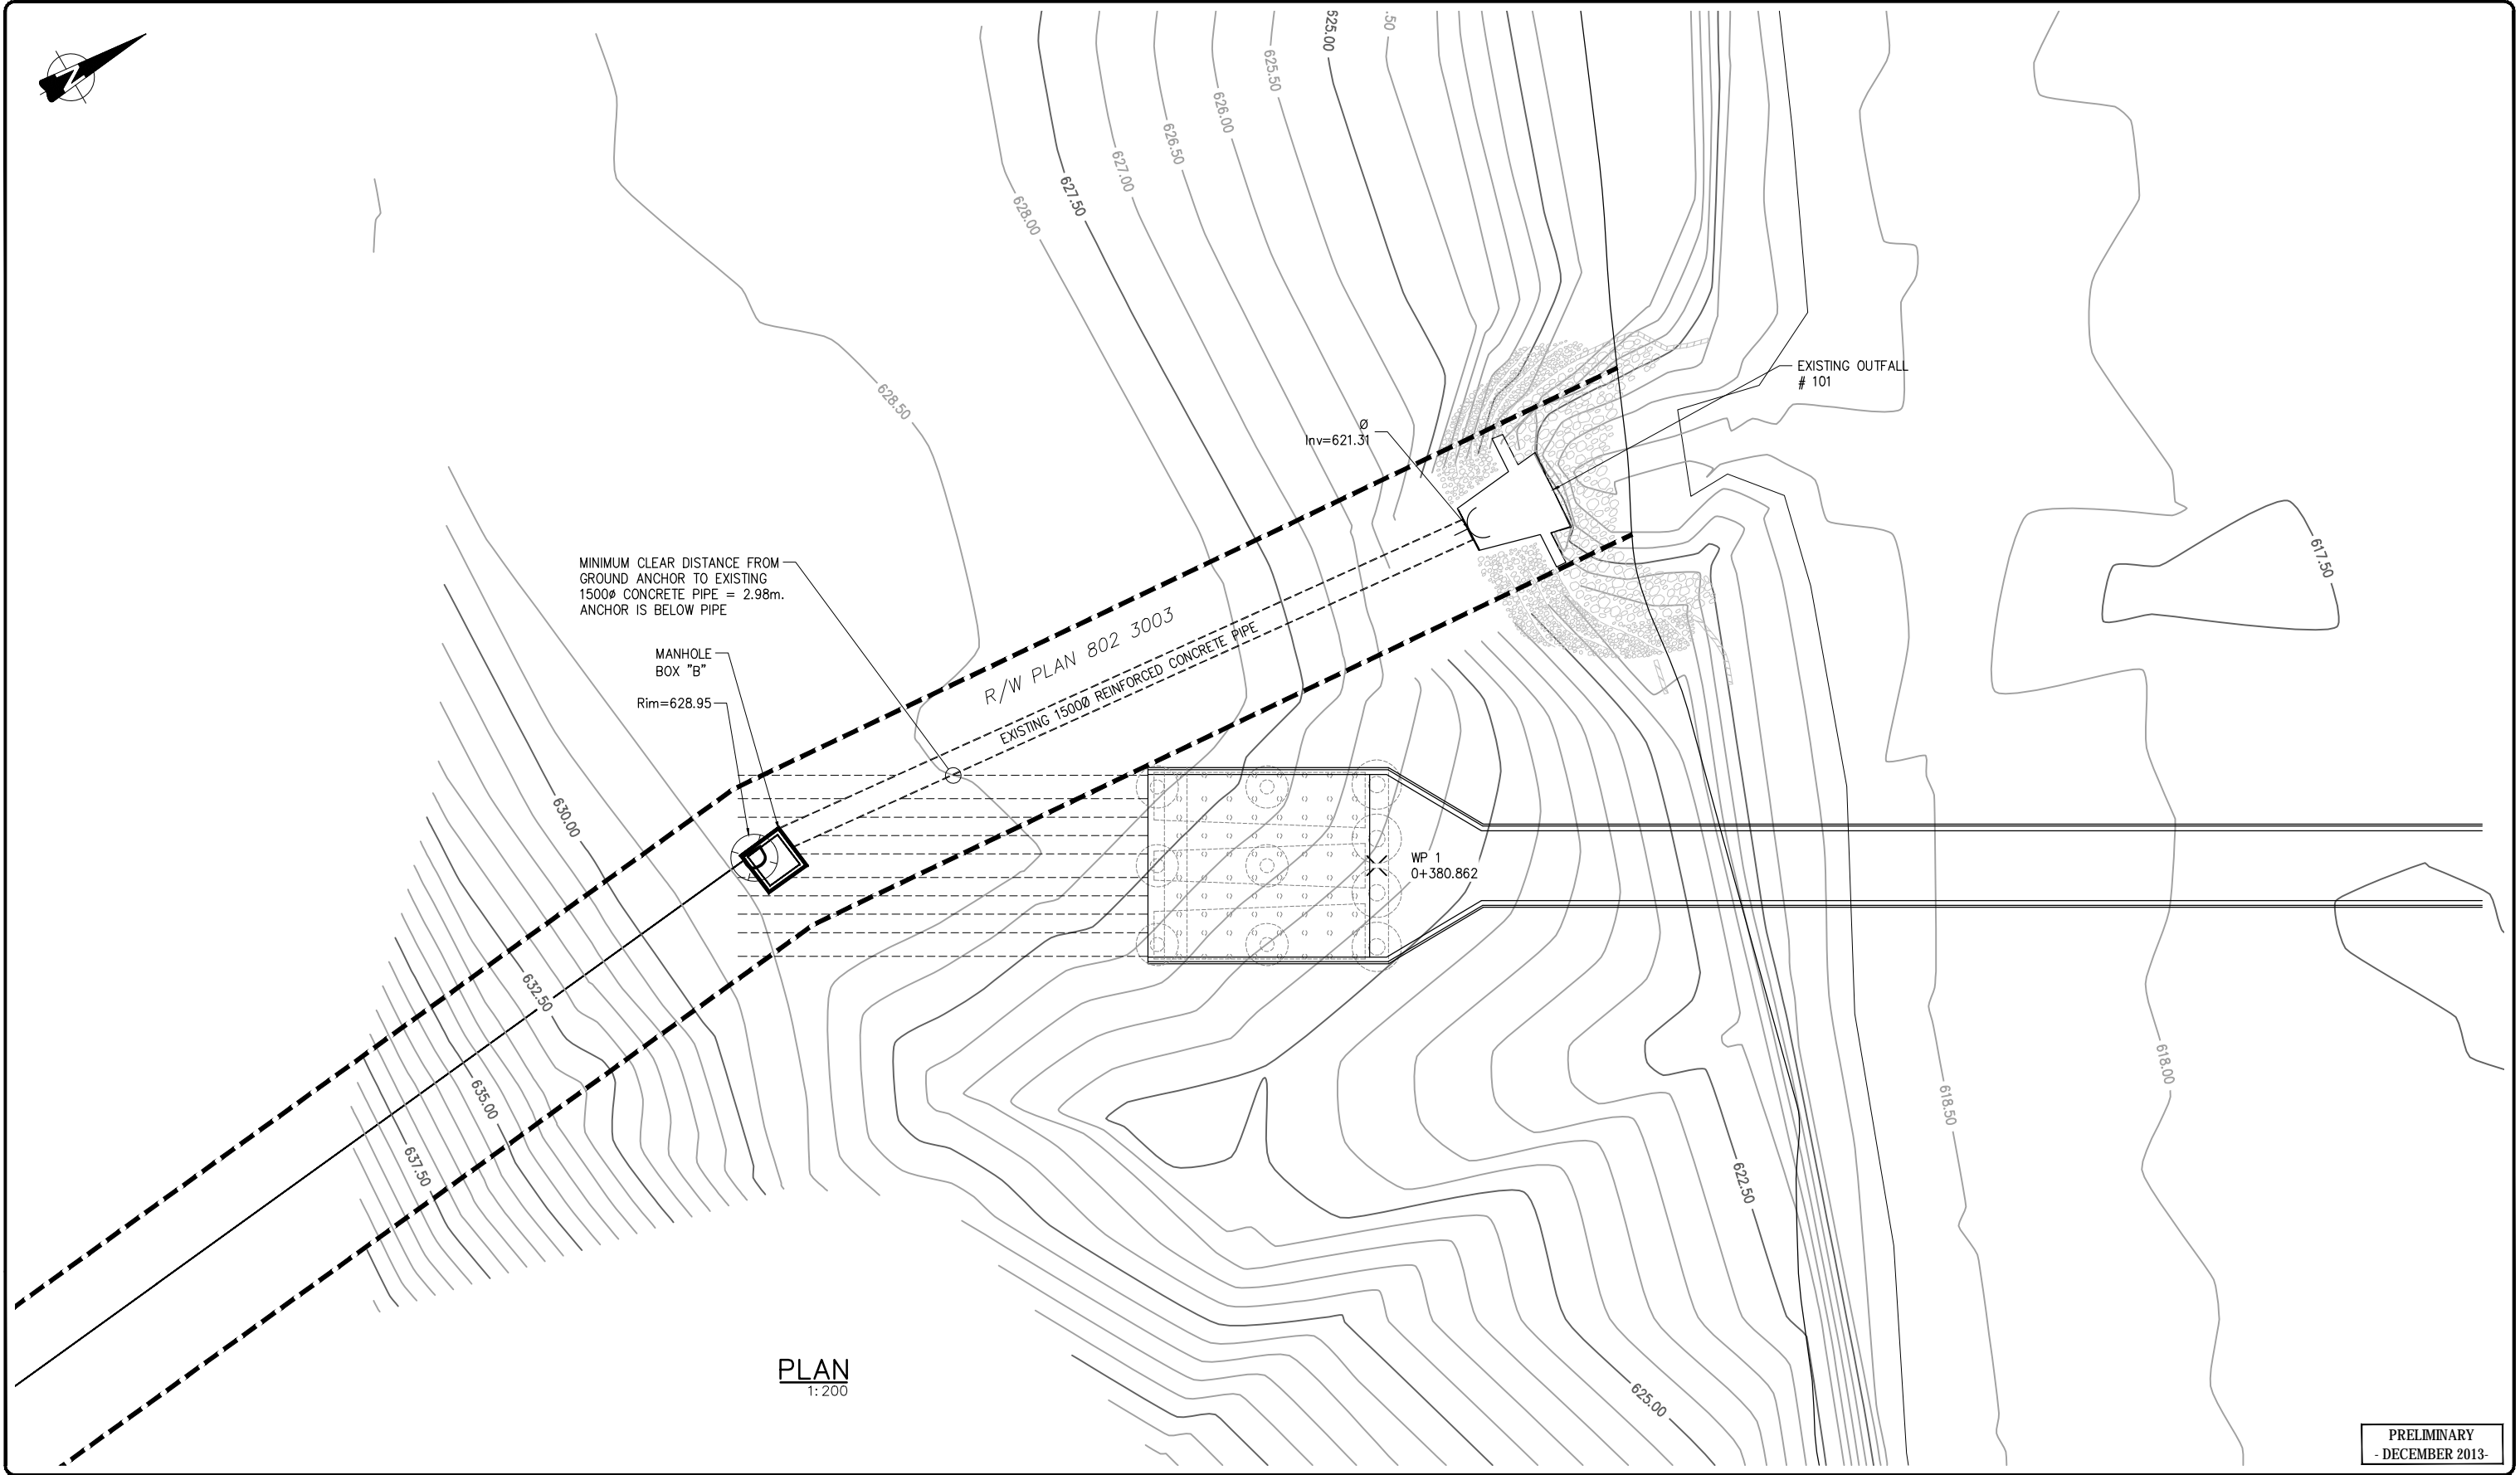 N
625.00
.50
625.50
626.00
626.50
627.00
627.50
628.00
628.50
EXISTING OUTFALL
# 101
Ø
Inv=621.31
617.50
MINIMUM CLEAR DISTANCE FROM
GROUND ANCHOR TO EXISTING
1500ø CONCRETE PIPE = 2.98m.
ANCHOR IS BELOW PIPE
R/W PLAN 802 3003
EXISTING 1500Ø REINFORCED CONCRETE PIPE
MANHOLE
BOX "B"
Rim=628.95
630.00
WP 1
0+380.862
632.50
635.00
637.50
618.00
618.50
622.50
625.00
PLAN
1:200
PRELIMINARY
- DECEMBER 2013-